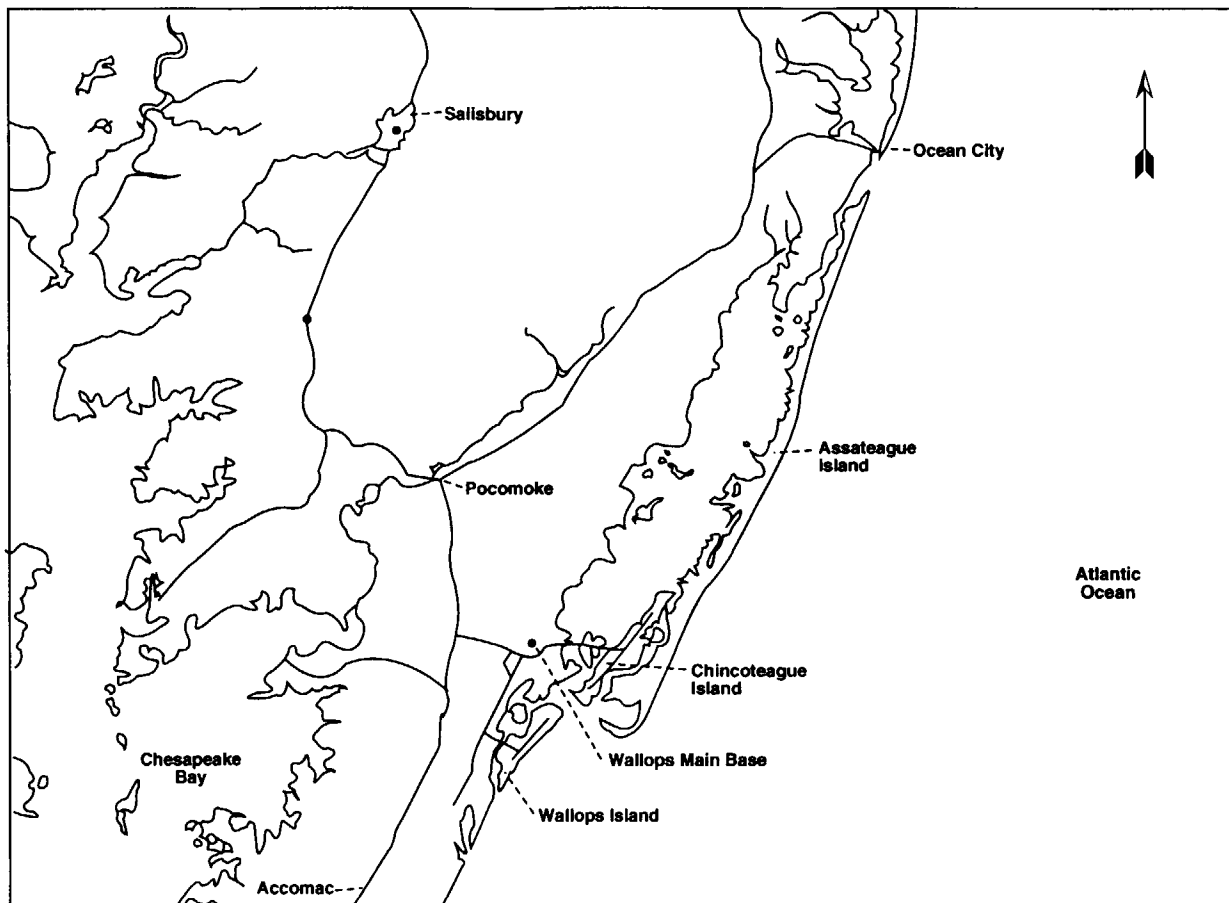 Salisbury
Ocean City
Assateague
Island
Pocomoke
Atlantic
Ocean
Chincoteague
Island
Chesapeake
Bay
Wallops Main Base
Wallops Island
Accomac